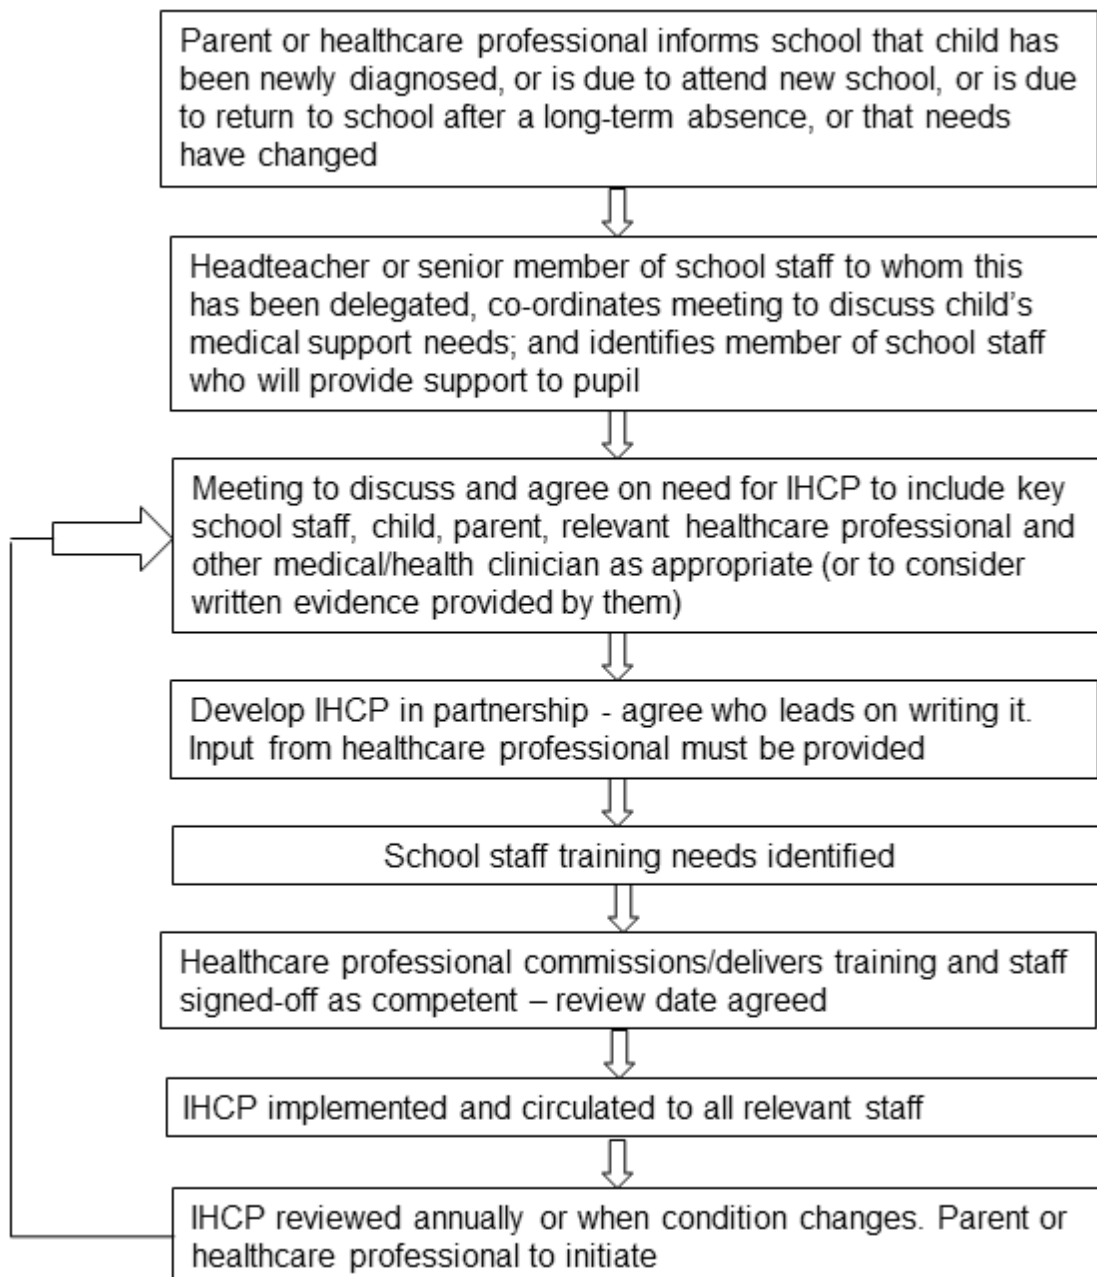 Parent or healthcare professional informs school that child has
been newly diagnosed, or is due to attend new school, or is due
to return to school after a long-term absence, or that needs
have changed
Headteacher or senior member of school staff to whom this
has been delegated, co-ordinates meeting to discuss child's
medical support needs; and identifies member of school staff
who will provide support to pupil
Meeting to discuss and agree on need for IHCP to include key
school staff, child, parent, relevant healthcare professional and
other medical/health clinician as appropriate (or to consider
written evidence provided by them)
Develop IHCP in partnership - agree who leads on writing it.
Input from healthcare professional must be provided
School staff training needs identified
Healthcare professional commissions/delivers training and staff
signed-off as competent – review date agreed
IHCP implemented and circulated to all relevant staff
IHCP reviewed annually or when condition changes. Parent or
healthcare professional to initiate